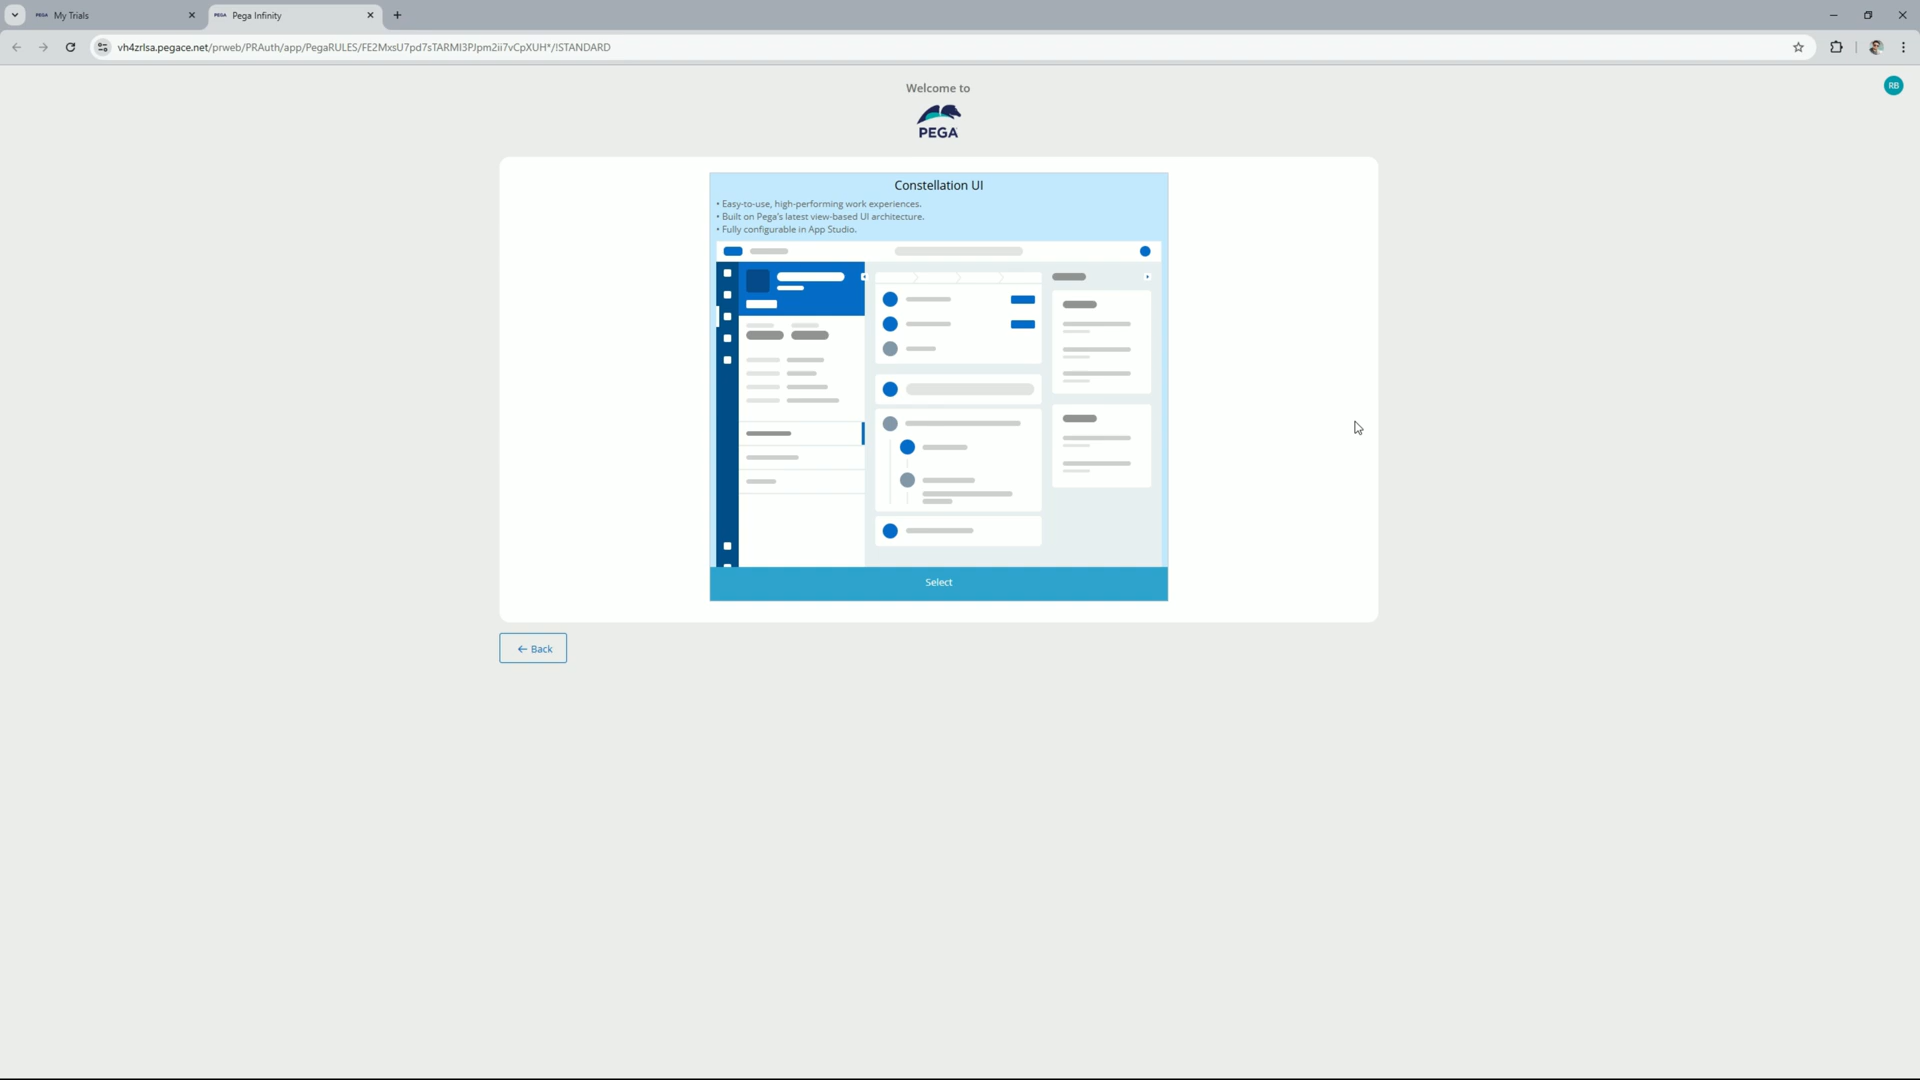 My Trials
Pega Infinity
vh4zrlsa.pegace.net/prweb/PRAuth/app/PegaRULES/FE2MxsU7pd7sTARMI3PJpm2ii7vCpXUH*/!STANDARD
RB
Welcome to
PEGA
Constellation UI
• Easy-to-use, high-performing work experiences.
• Built on Pega's latest view-based UI architecture.
• Fully configurable in App Studio.
Select
← Back